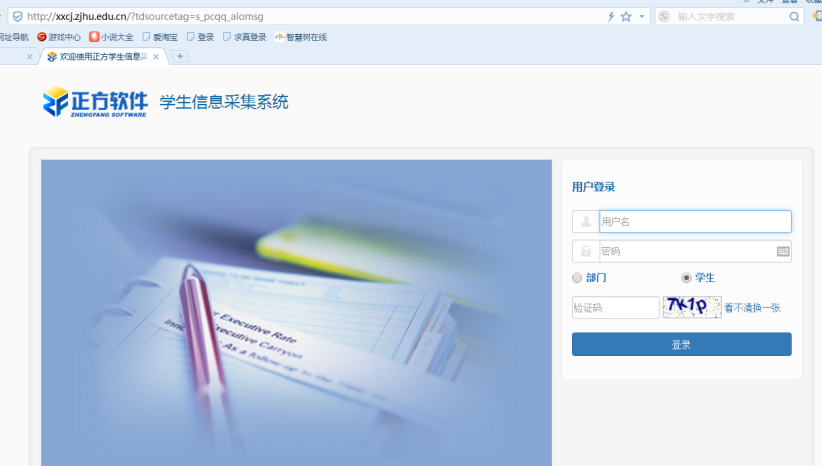 http://xxcj.zjhu.edu.cn/?tdsourcetag=s_pcqq_aiomsg
输入文字搜索
网址导航 游戏中心 小说大全 爱淘宝 登录 求真登录 智慧树在线
欢迎使用正方学生信息采
正方软件 学生信息采集系统
ZHENGFANG SOFTWARE
用户登录
用户名
密码
部门 学生
验证码 7K1p 看不清换一张
登录
Executive Rate
Executive Carryon
As a follow-up to the